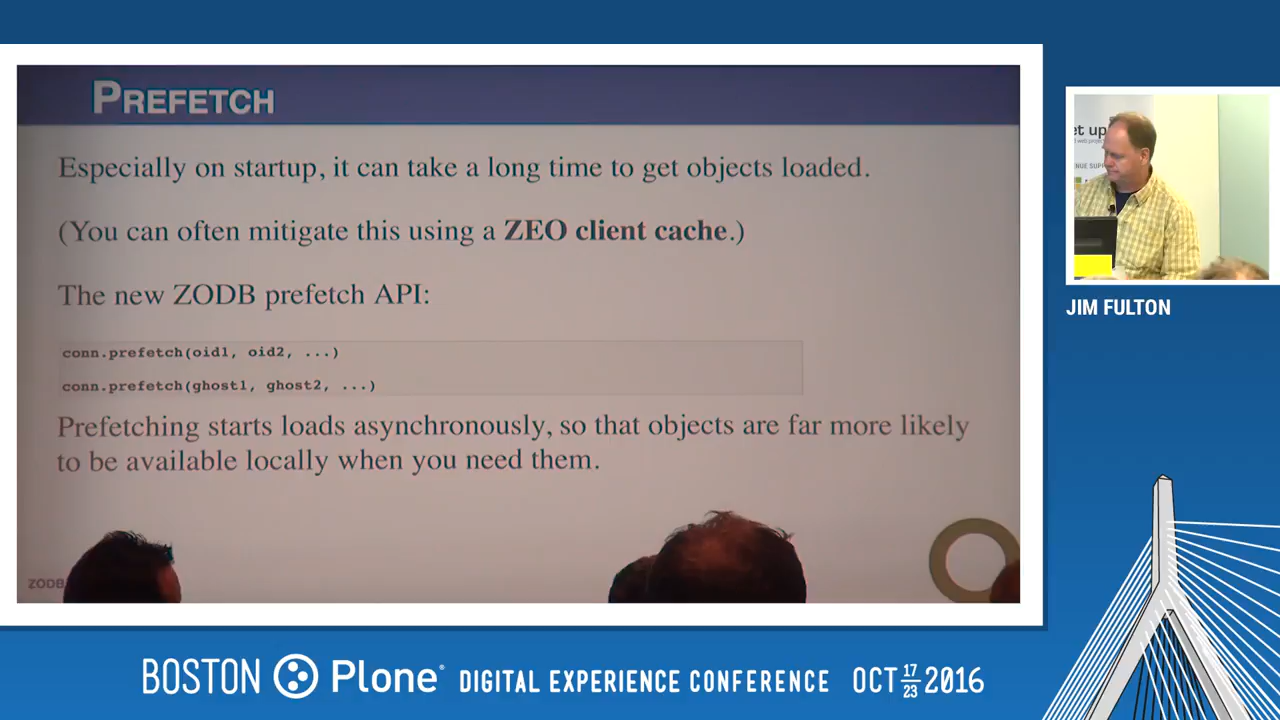 PREFETCH
Especially on startup, it can take a long time to get objects loaded.
(You can often mitigate this using a ZEO client cache.)
The new ZODB prefetch API:
conn.prefetch(oid1, oid2, ...)
conn.prefetch(ghost1, ghost2, ...)
Prefetching starts loads asynchronously, so that objects are far more likely
to be available locally when you need them.
ZODB
et up
JIM FULTON
BOSTON Plone® DIGITAL EXPERIENCE CONFERENCE OCT 17 23 2016